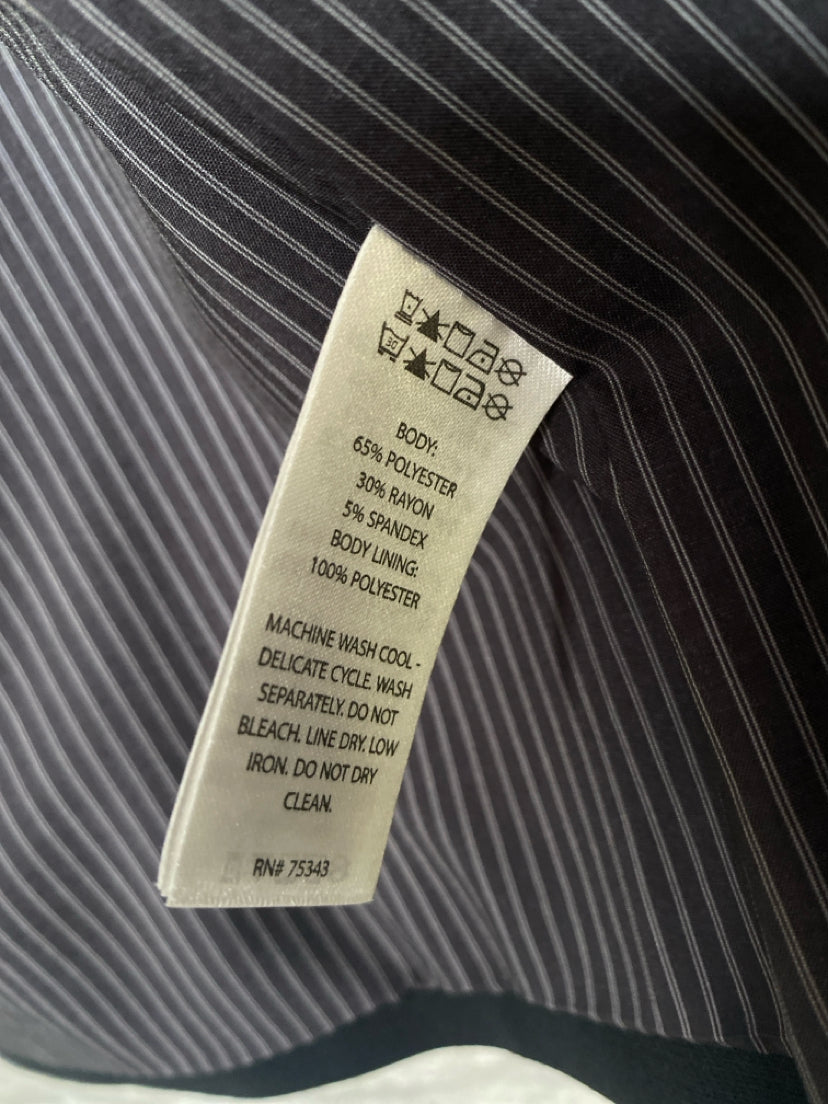 30
BODY:
65% POLYESTER
30% RAYON
5% SPANDEX
BODY LINING:
100% POLYESTER
MACHINE WASH COOL -
DELICATE CYCLE. WASH
SEPARATELY. DO NOT
BLEACH. LINE DRY. LOW
IRON. DO NOT DRY
CLEAN.
RN# 75343